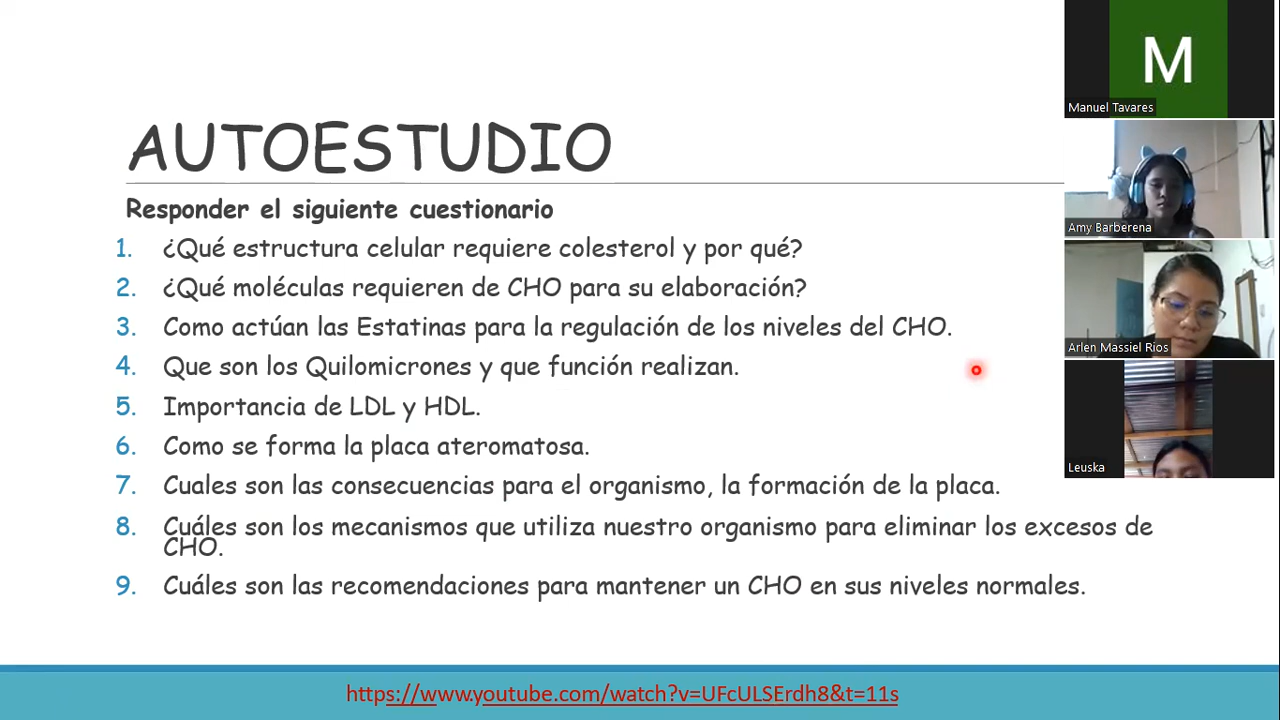 AUTOESTUDIO
Responder el siguiente cuestionario
1. ¿Qué estructura celular requiere colesterol y por qué?
2. ¿Qué moléculas requieren de CHO para su elaboración?
3. Como actúan las Estatinas para la regulación de los niveles del CHO.
4. Que son los Quilomicrones y que función realizan.
5. Importancia de LDL y HDL.
6. Como se forma la placa ateromatosa.
7. Cuales son las consecuencias para el organismo, la formación de la placa.
8. Cuáles son los mecanismos que utiliza nuestro organismo para eliminar los excesos de
CHO.
9. Cuáles son las recomendaciones para mantener un CHO en sus niveles normales.
https://www.youtube.com/watch?v=UFcULSErdh8&t=11s
M
Manuel Tavares
Amy Barberena
Arlen Massiel Rios
Leuska